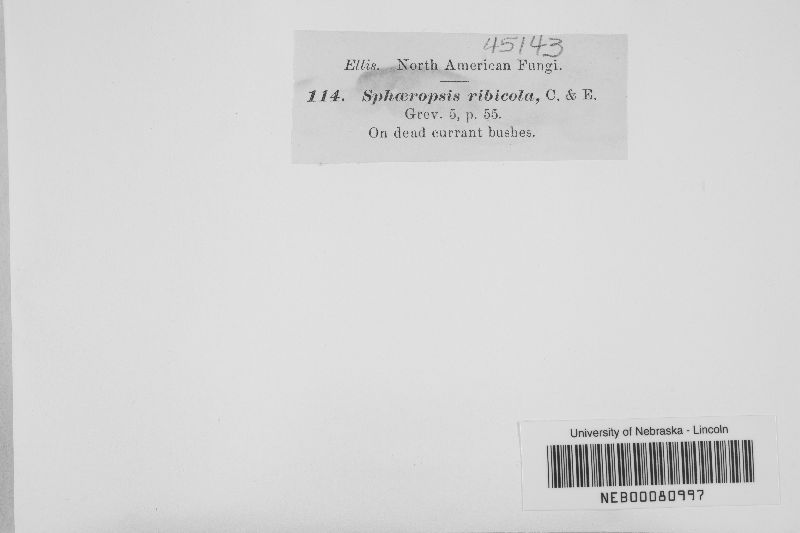 45143
Ellis. North American Fungi.
114. Sphæropsis ribicola, C. & E.
Grev. 5, p. 55.
On dead currant bushes.
University of Nebraska - Lincoln
NEB00080997